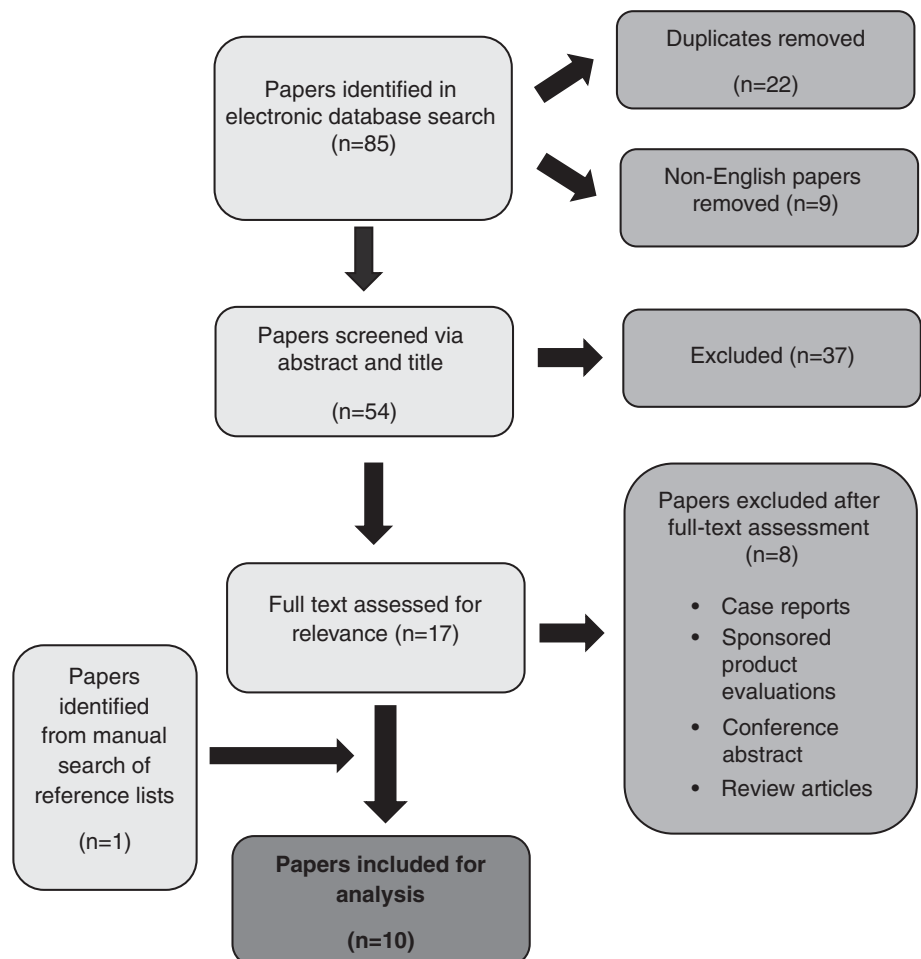 Papers identified in
electronic database search
(n=85)
Duplicates removed
(n=22)
Non-English papers
removed (n=9)
Papers screened via
abstract and title
(n=54)
Excluded (n=37)
Full text assessed for
relevance (n=17)
Papers excluded after
full-text assessment
(n=8)
• Case reports
• Sponsored
product
evaluations
• Conference
abstract
• Review articles
Papers
identified
from manual
search of
reference lists
(n=1)
Papers included for
analysis
(n=10)